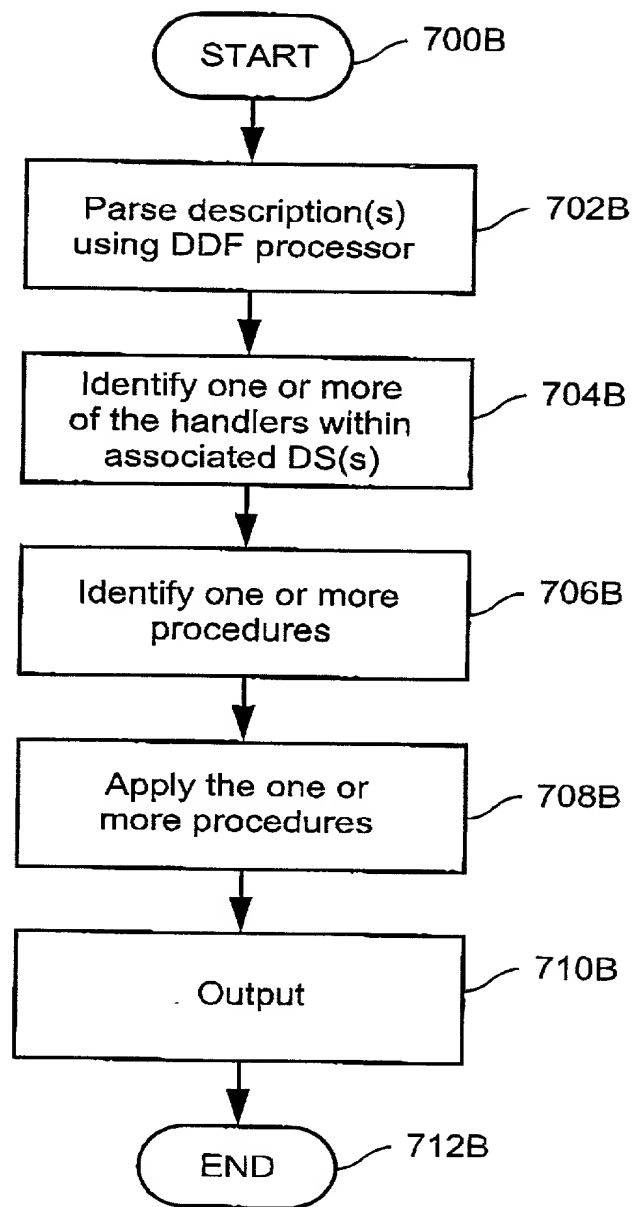 START
700B
Parse description(s)
using DDF processor
702B
Identify one or more
of the handlers within
associated DS(s)
704B
Identify one or more
procedures
706B
Apply the one or
more procedures
708B
Output
710B
END
712B